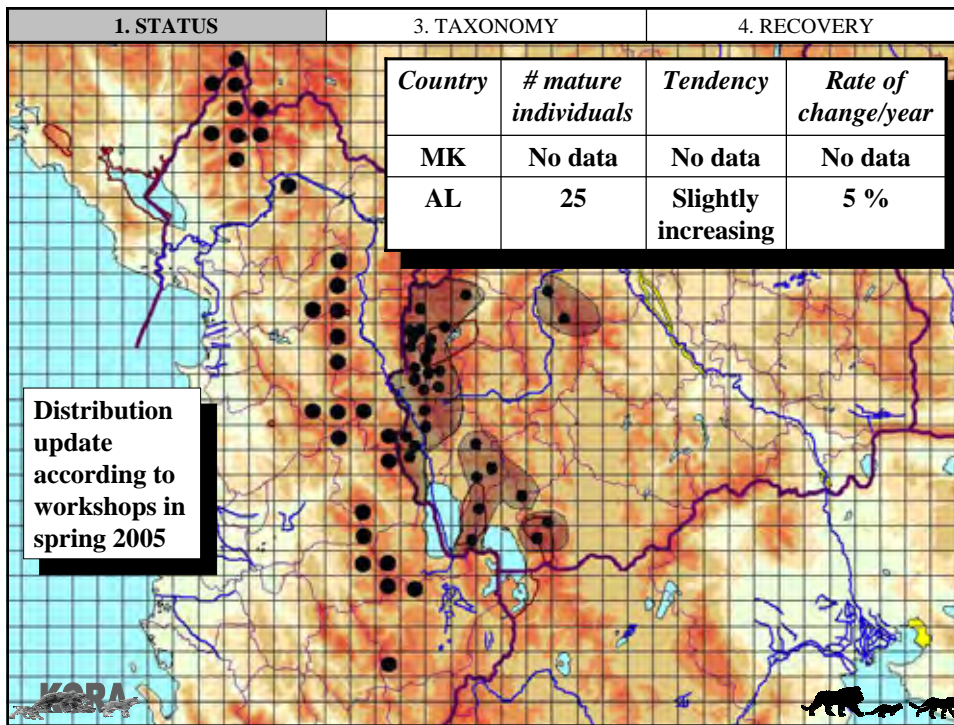 1. STATUS
3. TAXONOMY
4. RECOVERY
Country # mature individuals Tendency Rate of change/year
MK No data No data No data
AL 25 Slightly increasing 5 %
Distribution
update
according to
workshops in
spring 2005
KORA